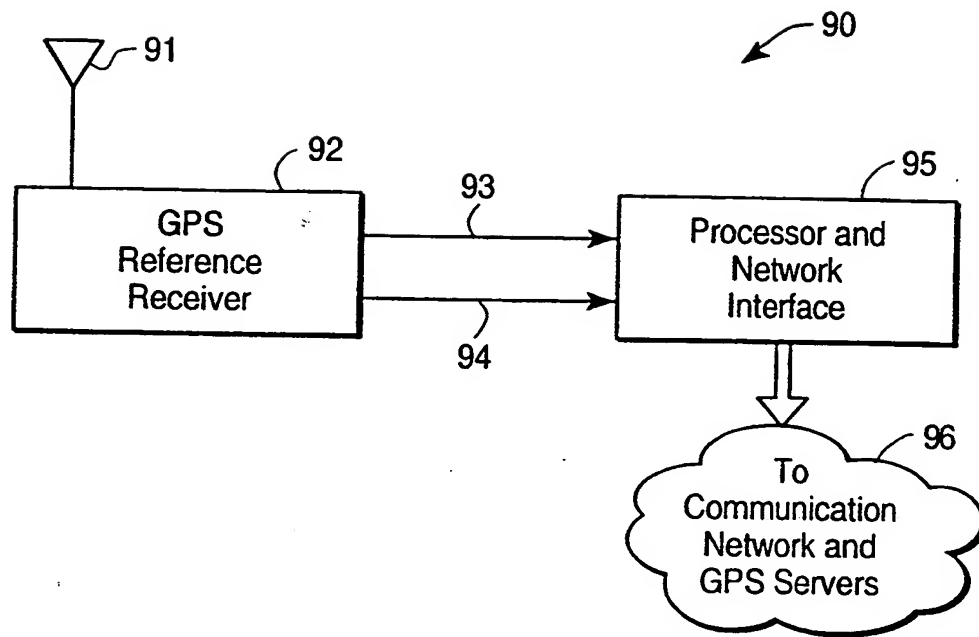 90
91
92
GPS
Reference
Receiver
93
94
95
Processor and
Network
Interface
96
To
Communication
Network and
GPS Servers